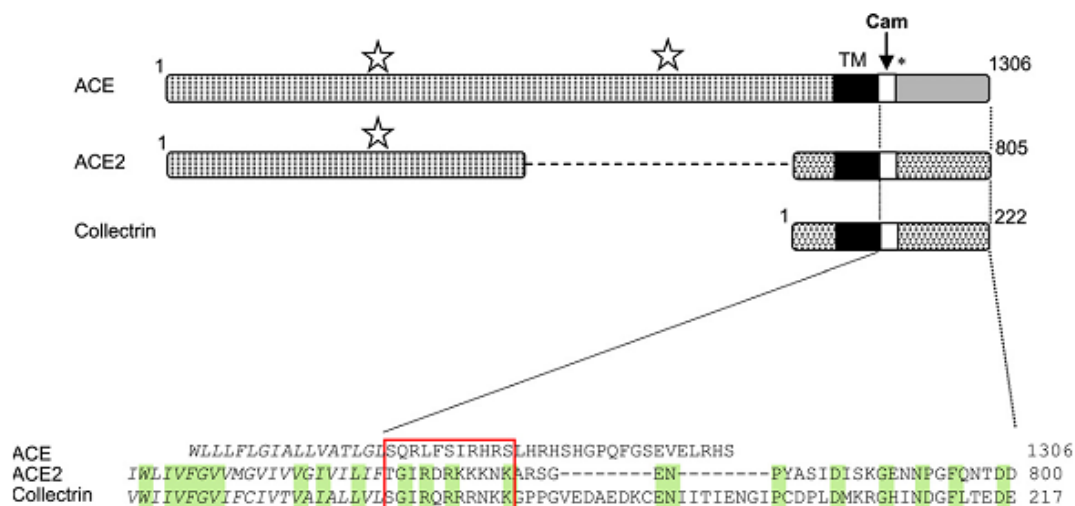 Cam
1 TM * 1306
ACE
1 805
ACE2
1 222
Collectrin
ACE WLLLFLGIALLVATLGLSQRLFSIRHRSLHRHSHGPQFGSEVELRHS 1306
ACE2 IWLIVFGVVMGVIVVGIVILIFTGIRDRKKKNKARSG--------EN--------PYASIDISKGENNPGFQNTDD 800
Collectrin VWIIVFGVIFCIVTVAIALLVLSGIRQRRRNKKGPPGVEDAEDKCENIITIENGIPCDPLDMKRGHINDGFLTEDE 217